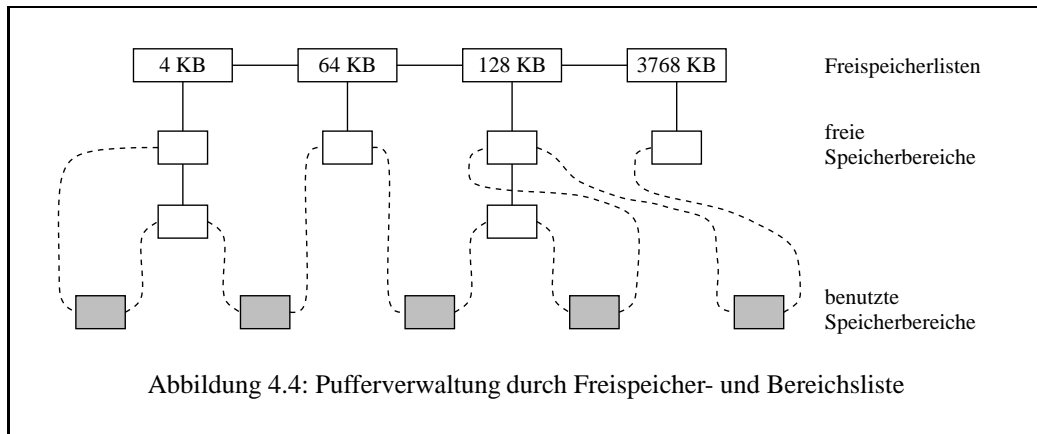 4 KB 64 KB 128 KB 3768 KB Freispeicherlisten
freie
Speicherbereiche
benutzte
Speicherbereiche
Abbildung 4.4: Pufferverwaltung durch Freispeicher- und Bereichsliste